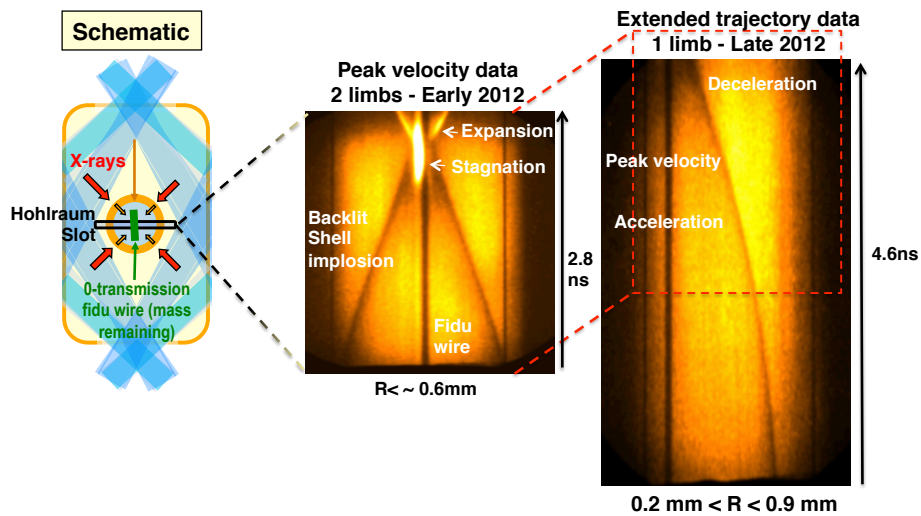 Schematic
X-rays
Hohlraum
Slot
0-transmission
fidu wire (mass
remaining)
Peak velocity data
2 limbs - Early 2012
Expansion
Stagnation
Backlit
Shell
implosion
Fidu
wire
2.8
ns
R< ~ 0.6mm
Extended trajectory data
1 limb - Late 2012
Deceleration
Peak velocity
Acceleration
4.6ns
0.2 mm < R < 0.9 mm